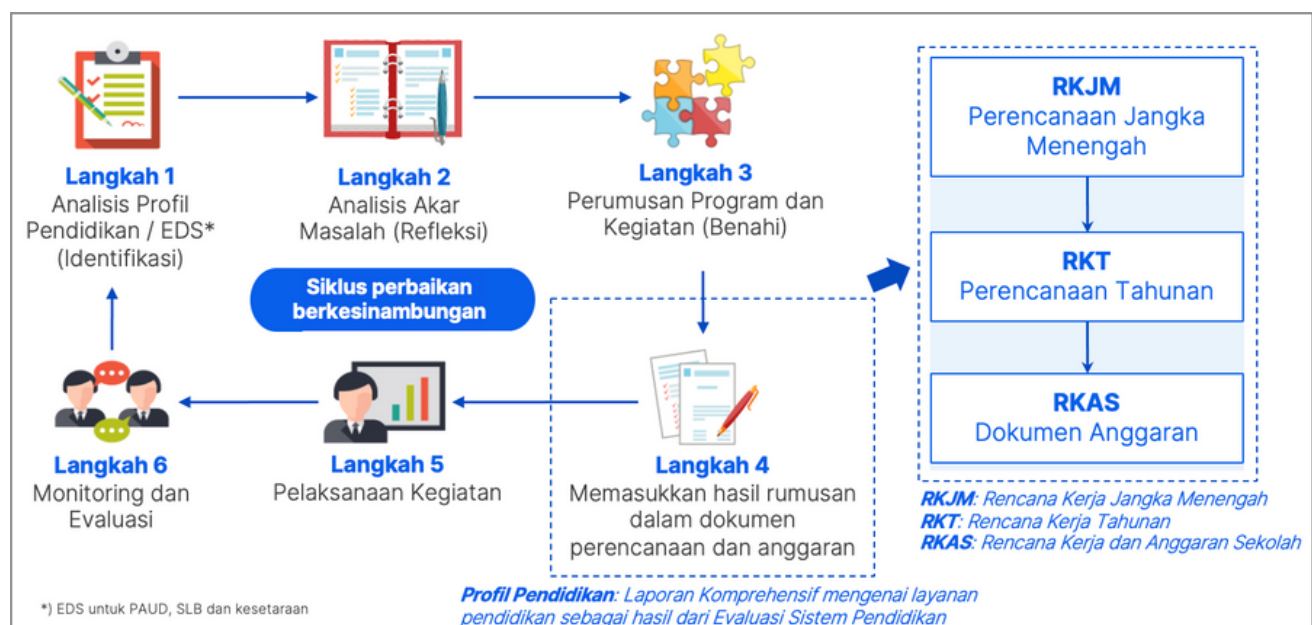 Langkah 1
Analisis Profil
Pendidikan / EDS*
(Identifikasi)
Langkah 2
Analisis Akar
Masalah (Refleksi)
Langkah 3
Perumusan Program dan
Kegiatan (Benahi)
Siklus perbaikan
berkesinambungan
Langkah 4
Memasukkan hasil rumusan
dalam dokumen
perencanaan dan anggaran
Langkah 5
Pelaksanaan Kegiatan
Langkah 6
Monitoring dan
Evaluasi
RKJM
Perencanaan Jangka
Menengah
RKT
Perencanaan Tahunan
RKAS
Dokumen Anggaran
RKJM: Rencana Kerja Jangka Menengah
RKT: Rencana Kerja Tahunan
RKAS: Rencana Kerja dan Anggaran Sekolah
*) EDS untuk PAUD, SLB dan kesetaraan
Profil Pendidikan: Laporan Komprehensif mengenai layanan
pendidikan sebagai hasil dari Evaluasi Sistem Pendidikan